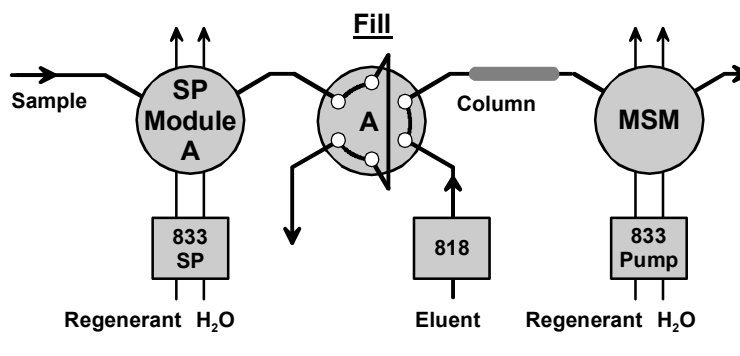 Fill
Sample
SP
Module
A
A
Column
MSM
833
SP
818
833
Pump
Regenerant H₂O
Eluent
Regenerant H₂O